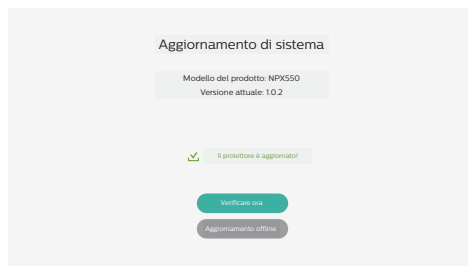 Aggiornamento di sistema
Modello del prodotto: NPX550
Versione attuale: 1.0.2
Il proiettore è aggiornato!
Verificare ora
Aggiornamento offline